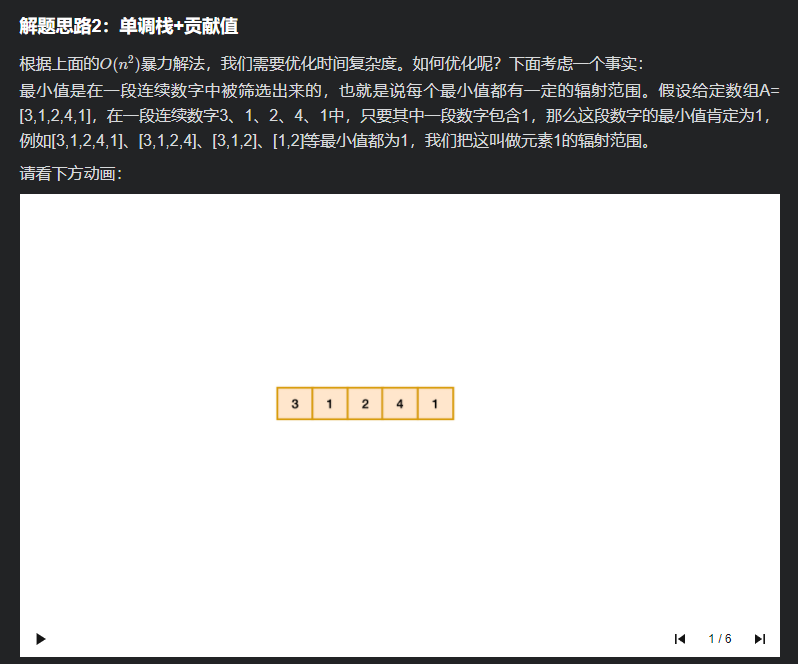 解题思路2：单调栈+贡献值
根据上面的O(n²)暴力解法，我们需要优化时间复杂度。如何优化呢？下面考虑一个事实：
最小值是在一段连续数字中被筛选出来的，也就是说每个最小值都有一定的辐射范围。假设给定数组A=
[3,1,2,4,1]，在一段连续数字3、1、2、4、1中，只要其中一段数字包含1，那么这段数字的最小值肯定为1，
例如[3,1,2,4,1]、[3,1,2,4]、[3,1,2]、[1,2]等最小值都为1，我们把这叫做元素1的辐射范围。
请看下方动画：
3 1 2 4 1
1 / 6